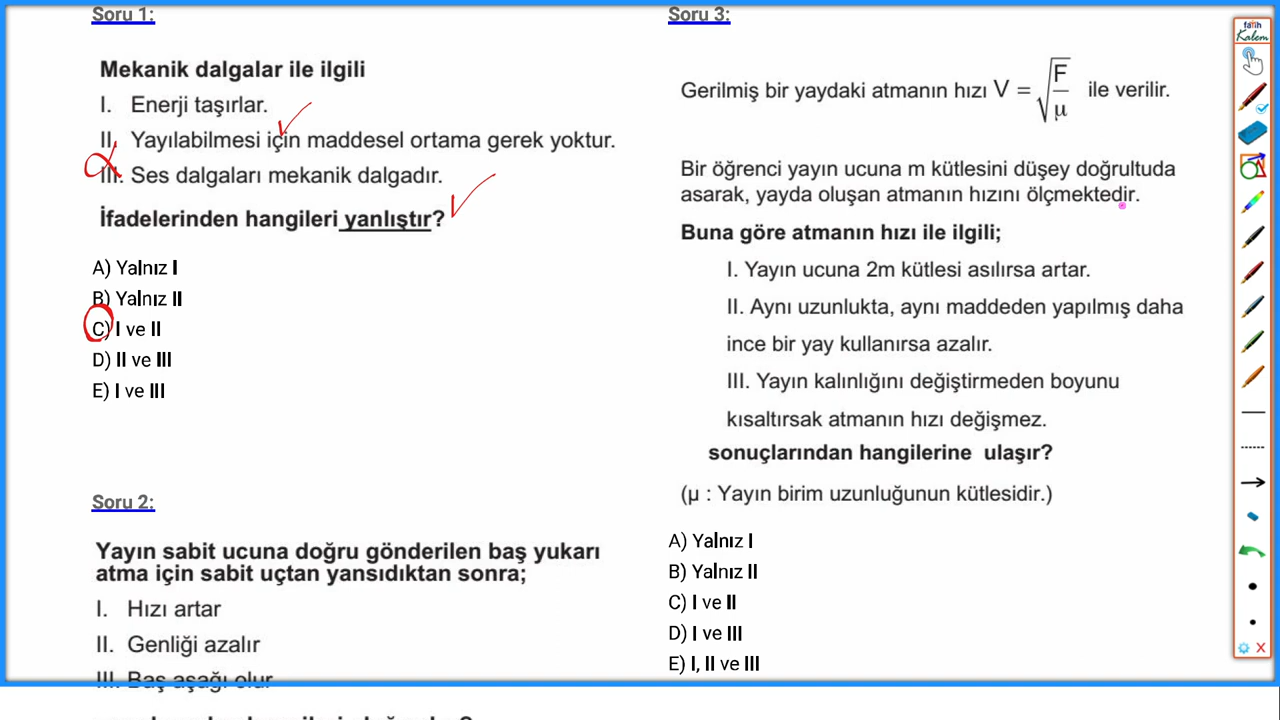 Soru 1:
Mekanik dalgalar ile ilgili
I. Enerji taşırlar.
II. Yayılabilmesi için maddesel ortama gerek yoktur.
III. Ses dalgaları mekanik dalgadır.
İfadelerinden hangileri yanlıştır?
A) Yalnız I
B) Yalnız II
C) I ve II
D) II ve III
E) I ve III
Soru 2:
Yayın sabit ucuna doğru gönderilen baş yukarı
atma için sabit uçtan yansıdıktan sonra;
I. Hızı artar
II. Genliği azalır
III. Baş aşağı olur
Soru 3:
Gerilmiş bir yaydaki atmanın hızı V = √(F/μ) ile verilir.
Bir öğrenci yayın ucuna m kütlesini düşey doğrultuda
asarak, yayda oluşan atmanın hızını ölçmektedir.
Buna göre atmanın hızı ile ilgili;
I. Yayın ucuna 2m kütlesi asılırsa artar.
II. Aynı uzunlukta, aynı maddeden yapılmış daha
ince bir yay kullanırsa azalır.
III. Yayın kalınlığını değiştirmeden boyunu
kısaltırsak atmanın hızı değişmez.
sonuçlarından hangilerine ulaşır?
(μ : Yayın birim uzunluğunun kütlesidir.)
A) Yalnız I
B) Yalnız II
C) I ve II
D) I ve III
E) I, II ve III
fatih
Kalem